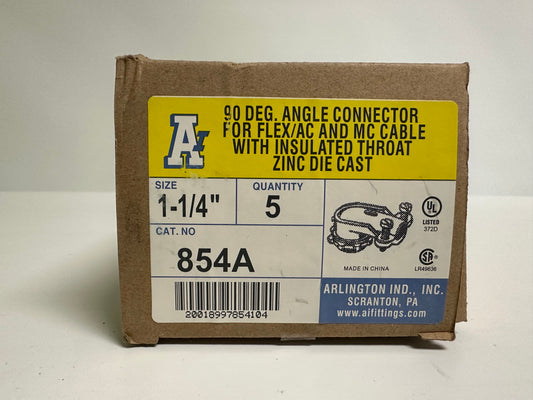 AI
90 DEG. ANGLE CONNECTOR
FOR FLEX/AC AND MC CABLE
WITH INSULATED THROAT
ZINC DIE CAST
SIZE
1-1/4"
QUANTITY
5
CAT. NO
854A
20018997854104
MADE IN CHINA
UL
LISTED
372D
SA
LR49636
ARLINGTON IND., INC.
SCRANTON, PA
www.aifittings.com